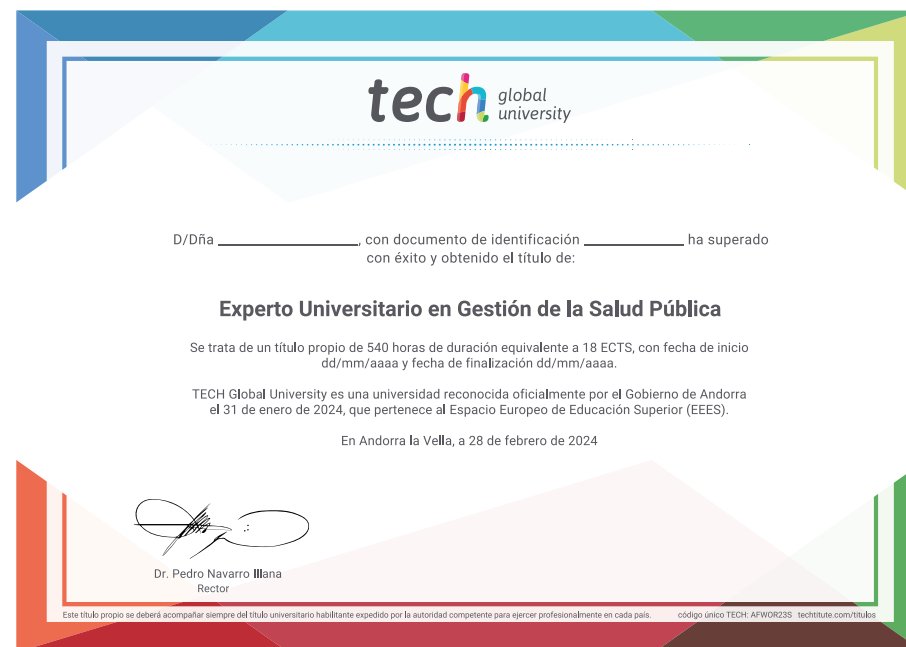 tech global university
D/Dña ____________________, con documento de identificación ______________ ha superado
con éxito y obtenido el título de:
Experto Universitario en Gestión de la Salud Pública
Se trata de un título propio de 540 horas de duración equivalente a 18 ECTS, con fecha de inicio
dd/mm/aaaa y fecha de finalización dd/mm/aaaa.
TECH Global University es una universidad reconocida oficialmente por el Gobierno de Andorra
el 31 de enero de 2024, que pertenece al Espacio Europeo de Educación Superior (EEES).
En Andorra la Vella, a 28 de febrero de 2024
Dr. Pedro Navarro Illana
Rector
Este título propio se deberá acompañar siempre del título universitario habilitante expedido por la autoridad competente para ejercer profesionalmente en cada país. código único TECH: AFWOR23S techtitute.com/titulos